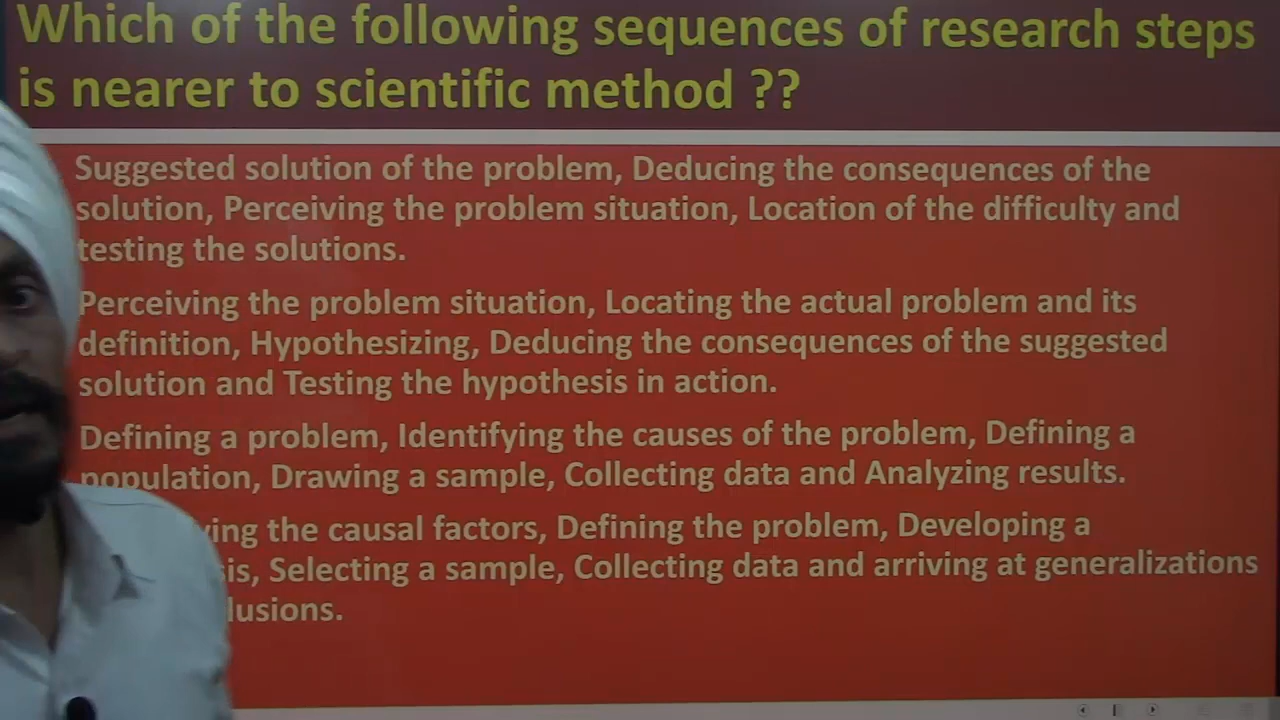 Which of the following sequences of research steps
is nearer to scientific method ??
Suggested solution of the problem, Deducing the consequences of the
solution, Perceiving the problem situation, Location of the difficulty and
testing the solutions.
Perceiving the problem situation, Locating the actual problem and its
definition, Hypothesizing, Deducing the consequences of the suggested
solution and Testing the hypothesis in action.
Defining a problem, Identifying the causes of the problem, Defining a
population, Drawing a sample, Collecting data and Analyzing results.
the causal factors, Defining the problem, Developing a
Selecting a sample, Collecting data and arriving at generalizations